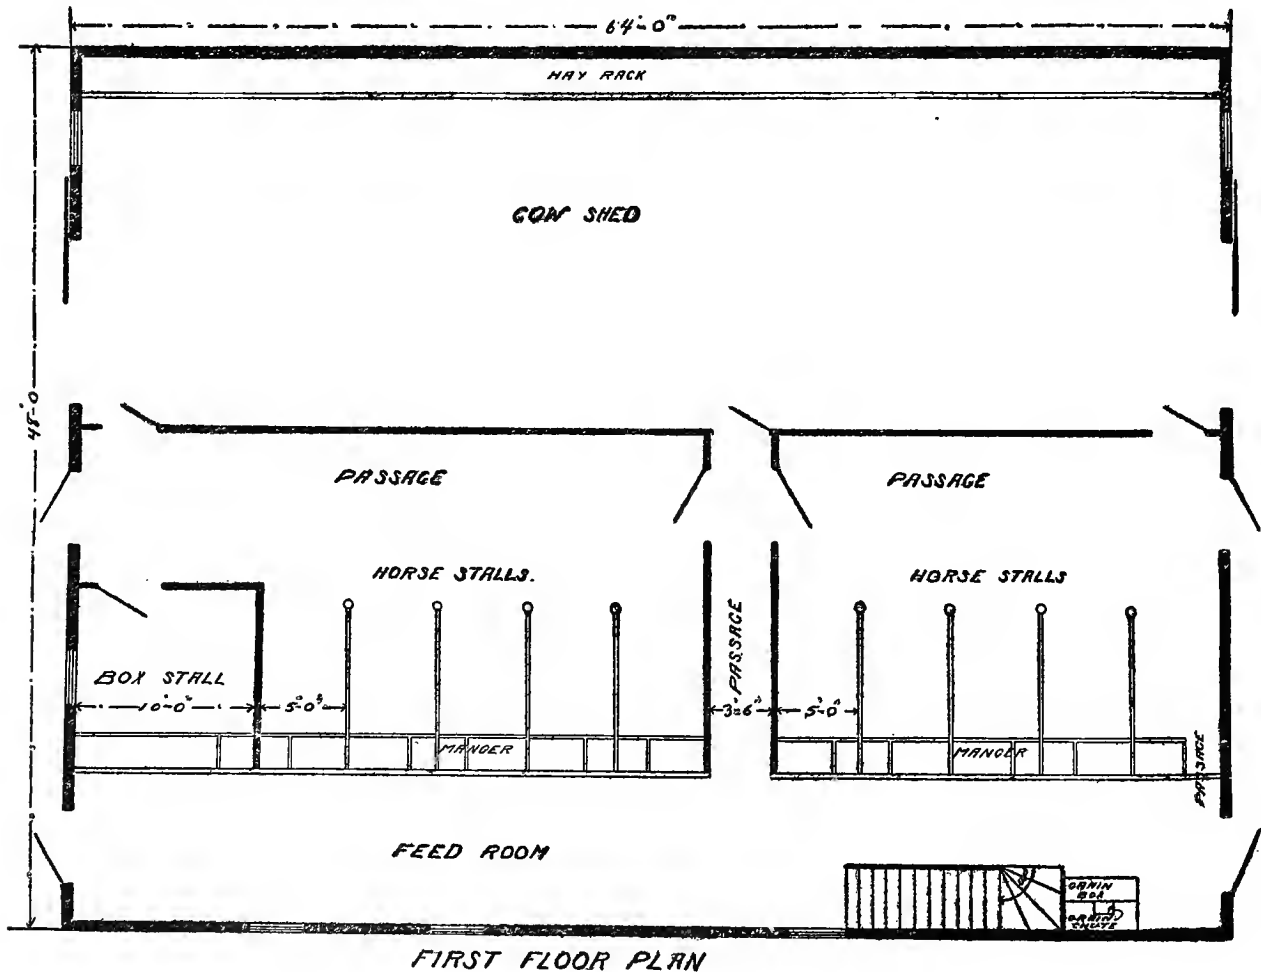 64'-0"
HAY RACK
COW SHED
48'-0
PASSAGE
PASSAGE
HORSE STALLS.
HORSE STALLS
PASSAGE
BOX STALL
10'-0"
5'-0"
3'-6"
5'-0"
MANGER
MANGER
PASSAGE
FEED ROOM
GRAIN
BOX
GRAIN
CHUTE
FIRST FLOOR PLAN